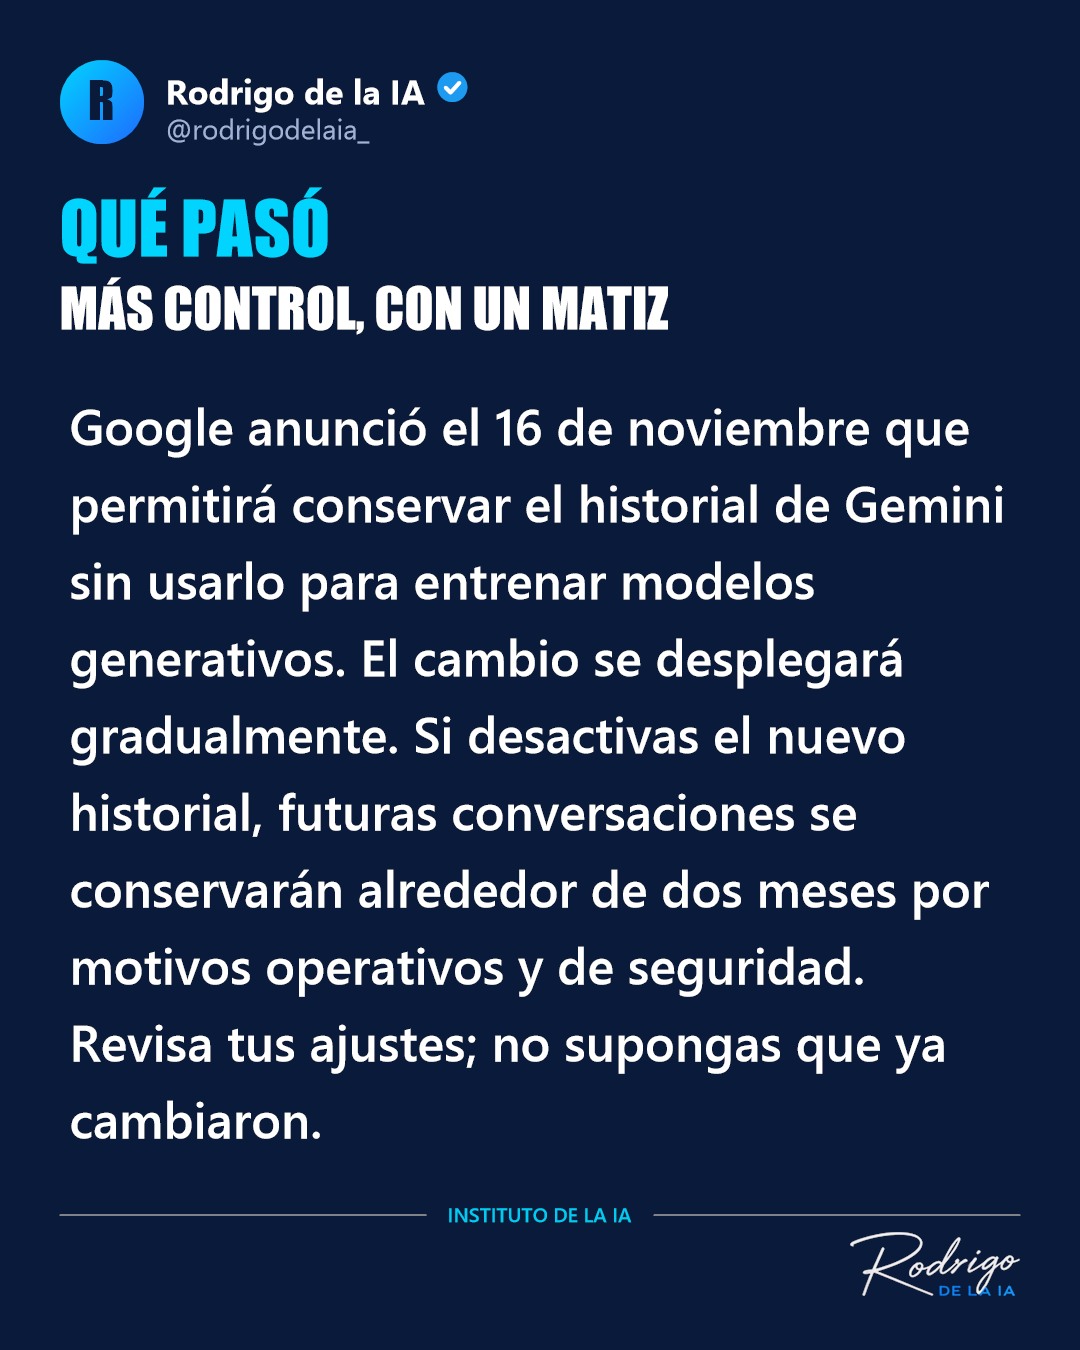 R
Rodrigo de la IA
@rodrigodelaia_
QUÉ PASÓ
MÁS CONTROL, CON UN MATIZ
Google anunció el 16 de noviembre que
permitirá conservar el historial de Gemini
sin usarlo para entrenar modelos
generativos. El cambio se desplegará
gradualmente. Si desactivas el nuevo
historial, futuras conversaciones se
conservarán alrededor de dos meses por
motivos operativos y de seguridad.
Revisa tus ajustes; no supongas que ya
cambiaron.
INSTITUTO DE LA IA
Rodrigo
DE LA IA